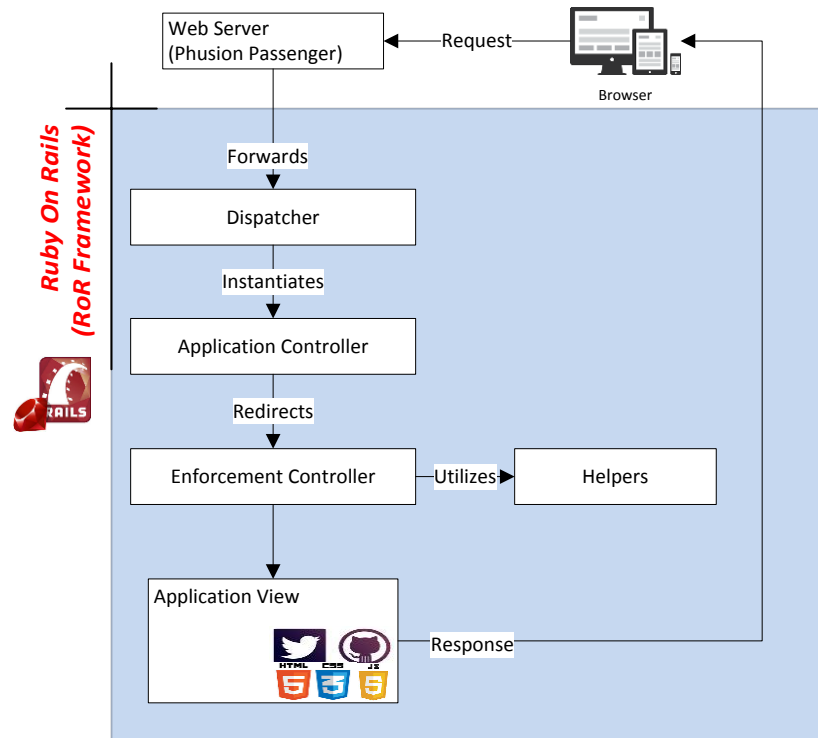 Web Server
(Phusion Passenger)
Request
Browser
Ruby On Rails
(RoR Framework)
Forwards
Dispatcher
Instantiates
Application Controller
RAILS
Redirects
Enforcement Controller
Utilizes
Helpers
Application View
Response
HTML
CSS
JS
5
3
5